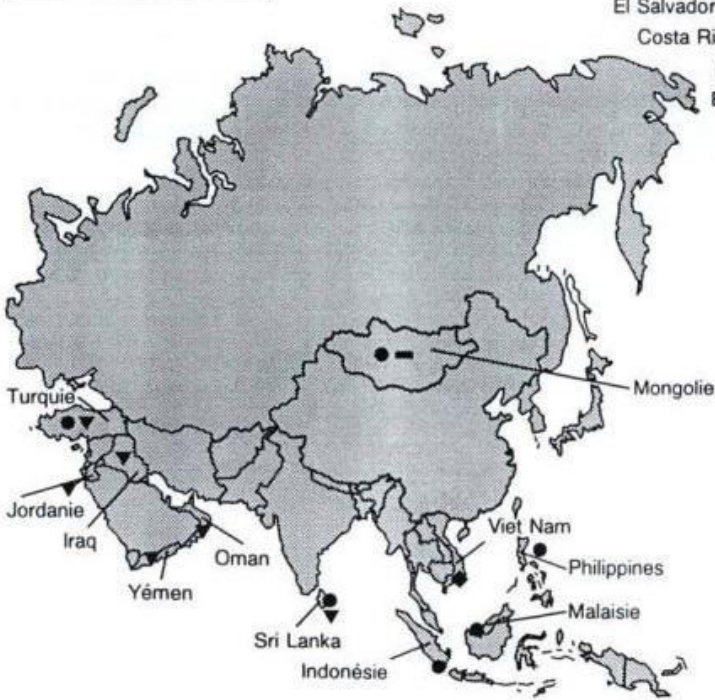 El Salvador
Costa Ri
Mongolie
Turquie
Jordanie
Iraq
Oman
Yémen
Viet Nam
Philippines
Malaisie
Sri Lanka
Indonésie